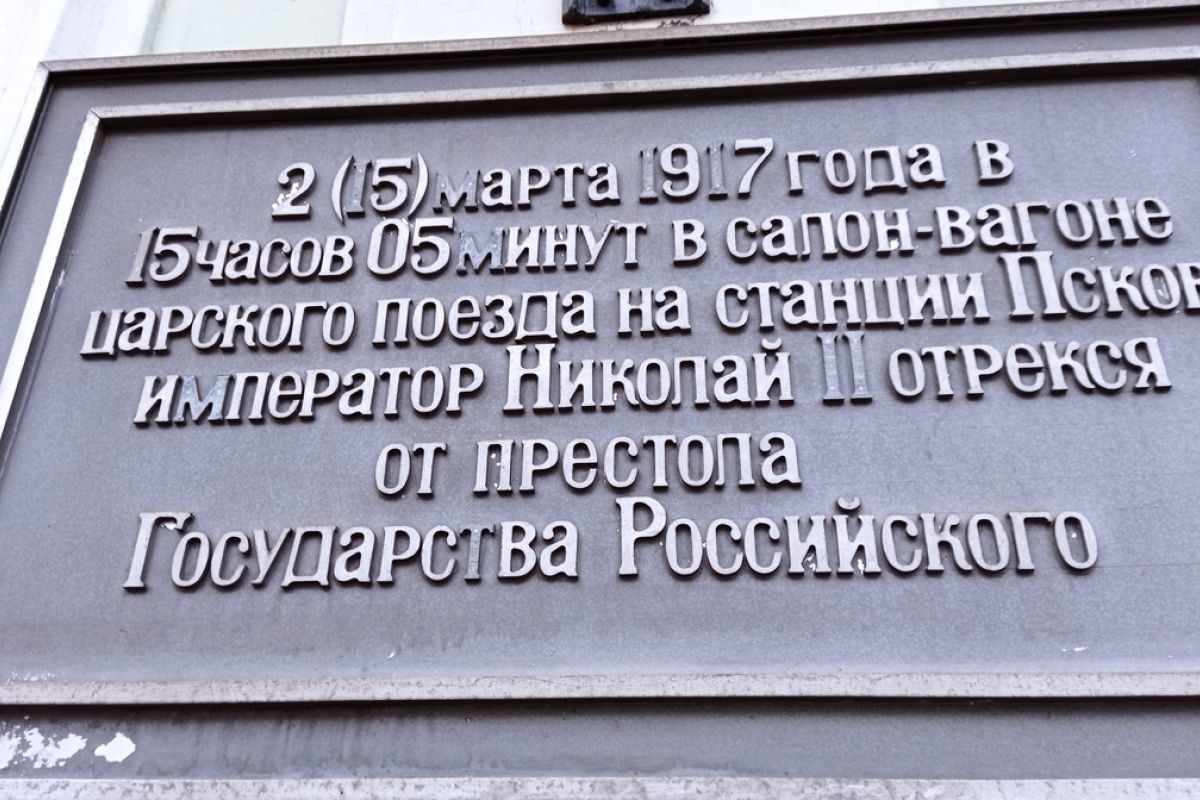 2 (15) марта 1917 года в
15 часов 05 минут в салон-вагоне
царского поезда на станции Псков
император Николай II отрекся
от престола
Государства Российского